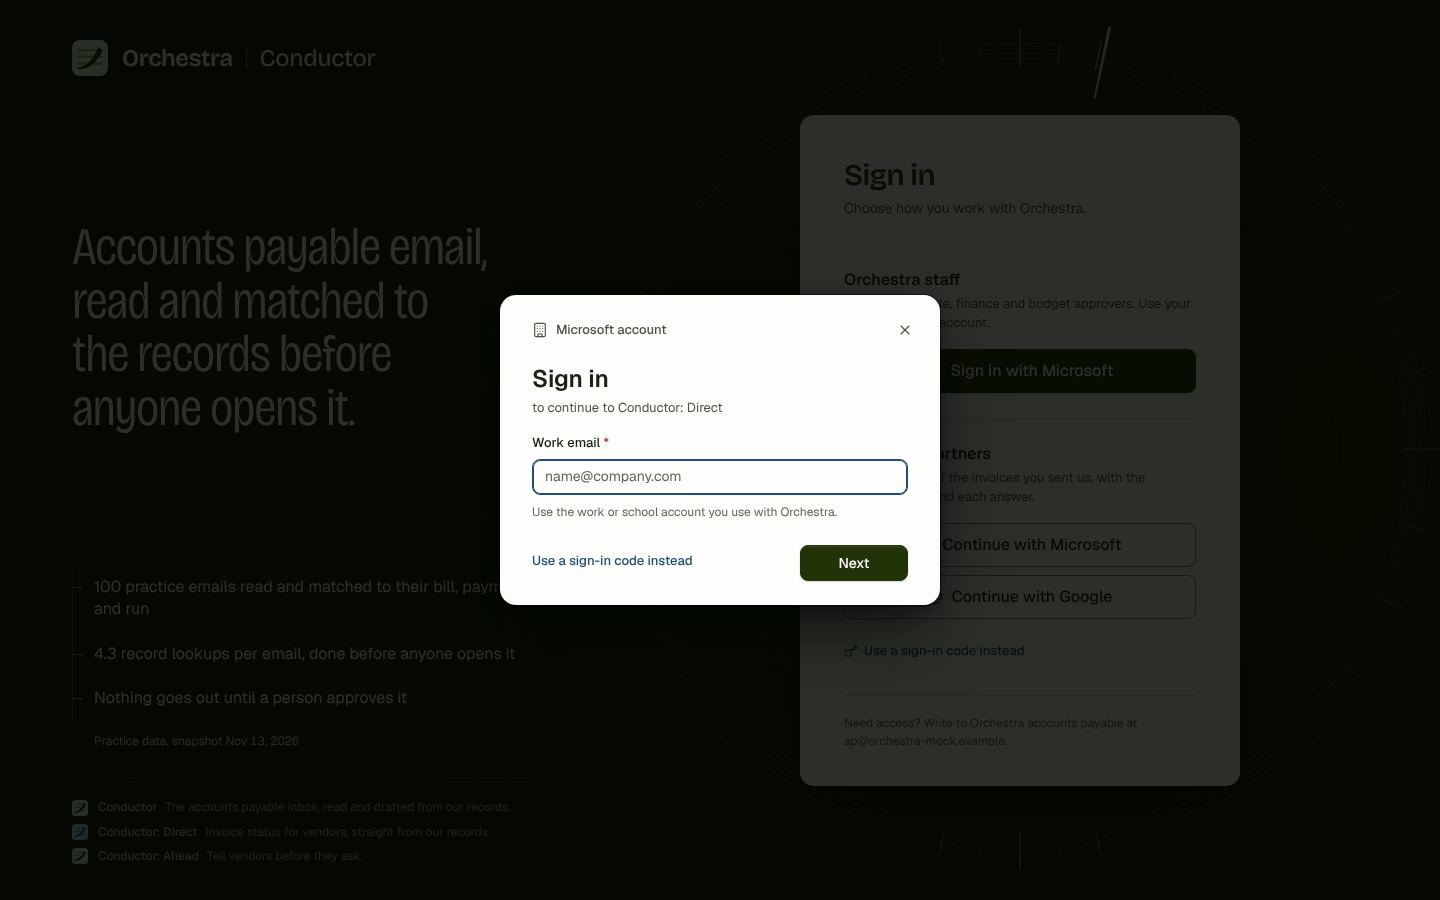 Orchestra | Conductor
Accounts payable email,
read and matched to
the records before
anyone opens it.
100 practice emails read and matched to their bill, paym
and run
4.3 record lookups per email, done before anyone opens it
Nothing goes out until a person approves it
Practice data, snapshot Nov 13, 2026
Conductor The accounts payable inbox, read and drafted from our records.
Conductor: Direct Invoice status for vendors, straight from our records.
Conductor: Ahead Tell vendors before they ask.
Sign in
Choose how you work with Orchestra.
Orchestra staff
finance and budget approvers. Use your
account.
Sign in with Microsoft
the invoices you sent us, with the
each answer.
Continue with Microsoft
Continue with Google
Use a sign-in code instead
Need access? Write to Orchestra accounts payable at
ap@orchestra-mock.example.
Microsoft account
Sign in
to continue to Conductor: Direct
Work email *
name@company.com
Use the work or school account you use with Orchestra.
Use a sign-in code instead
Next